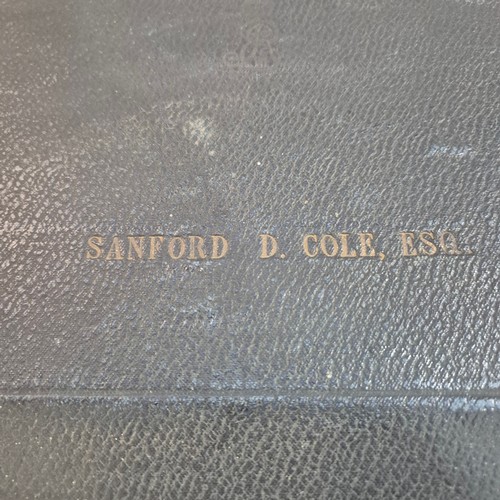 SANFORD D. COLE, ESQ.